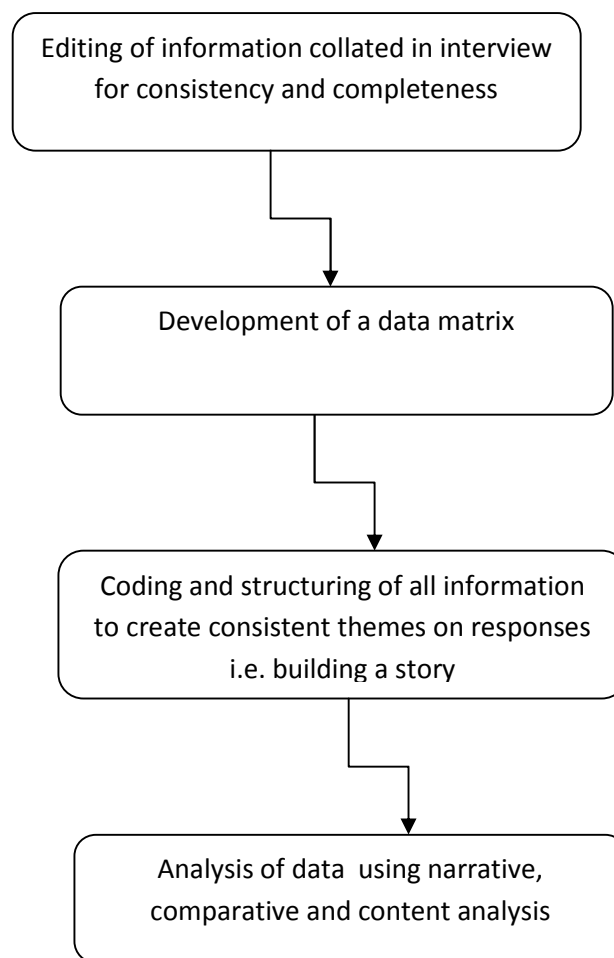 Editing of information collated in interview
for consistency and completeness
Development of a data matrix
Coding and structuring of all information
to create consistent themes on responses
i.e. building a story
Analysis of data  using narrative,
comparative and content analysis